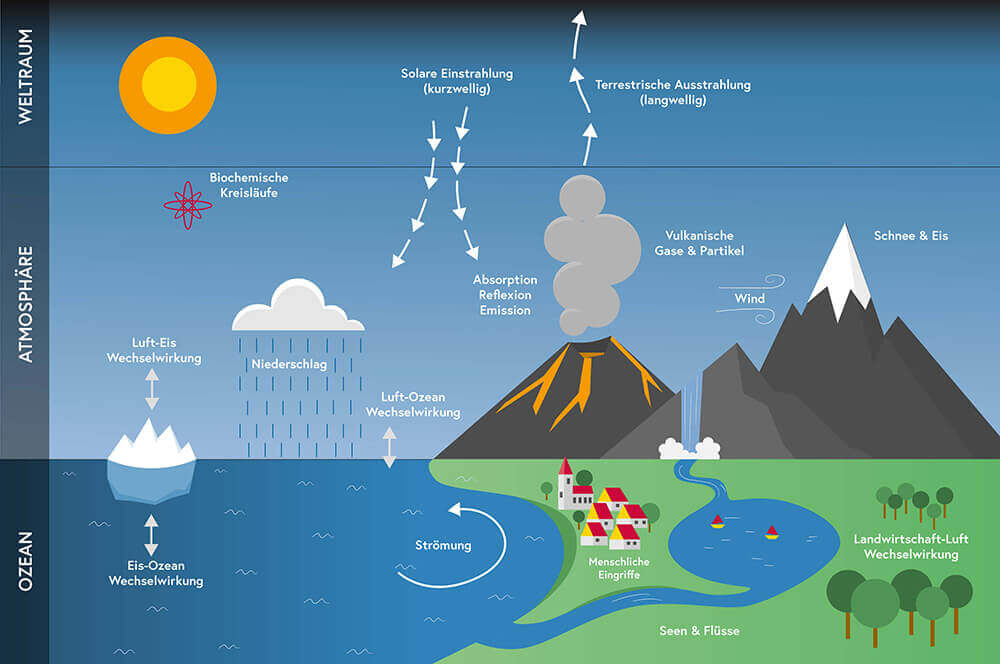 WELTRAUM
Solare Einstrahlung
(kurzwellig)
Terrestrische Ausstrahlung
(langwellig)
ATMOSPHÄRE
Biochemische
Kreisläufe
Vulkanische
Gase & Partikel
Schnee & Eis
Absorption
Reflexion
Emission
Wind
Luft-Eis
Wechselwirkung
Niederschlag
Luft-Ozean
Wechselwirkung
OZEAN
Strömung
Eis-Ozean
Wechselwirkung
Menschliche
Eingriffe
Landwirtschaft-Luft
Wechselwirkung
Seen & Flüsse